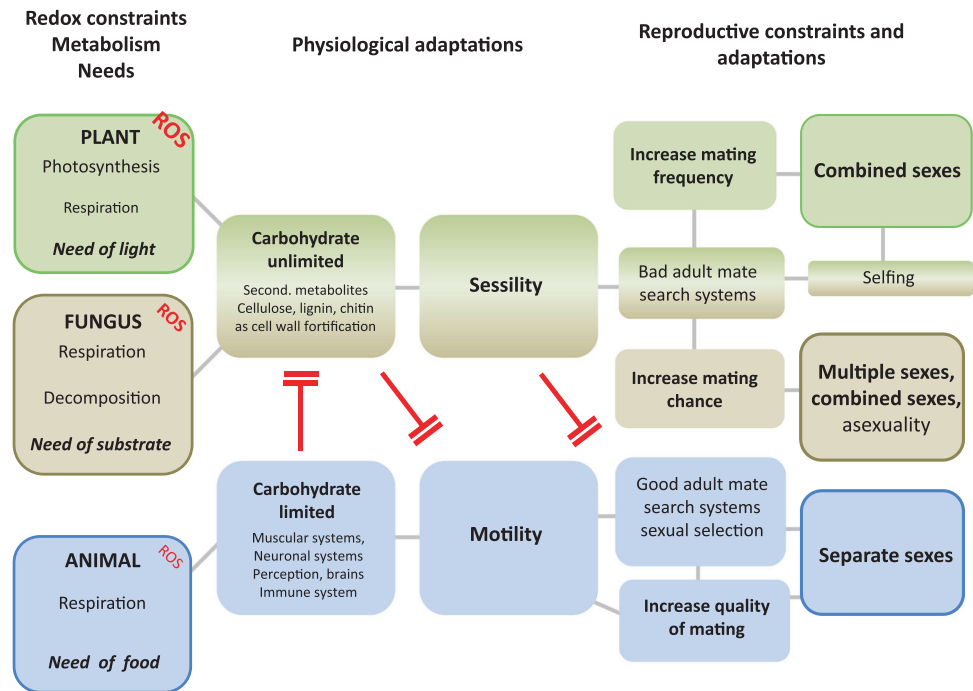 Redox constraints
Metabolism
Needs
Physiological adaptations
Reproductive constraints and
adaptations
PLANT
ROS
Photosynthesis
Respiration
Need of light
FUNGUS
ROS
Respiration
Decomposition
Need of substrate
ANIMAL
ROS
Respiration
Need of food
Carbohydrate
unlimited
Second. metabolites
Cellulose, lignin, chitin
as cell wall fortification
Carbohydrate
limited
Muscular systems,
Neuronal systems
Perception, brains
Immune system
Sessility
Motility
Increase mating
frequency
Bad adult mate
search systems
Increase mating
chance
Good adult mate
search systems
sexual selection
Increase quality
of mating
Combined sexes
Selfing
Multiple sexes,
combined sexes,
asexuality
Separate sexes